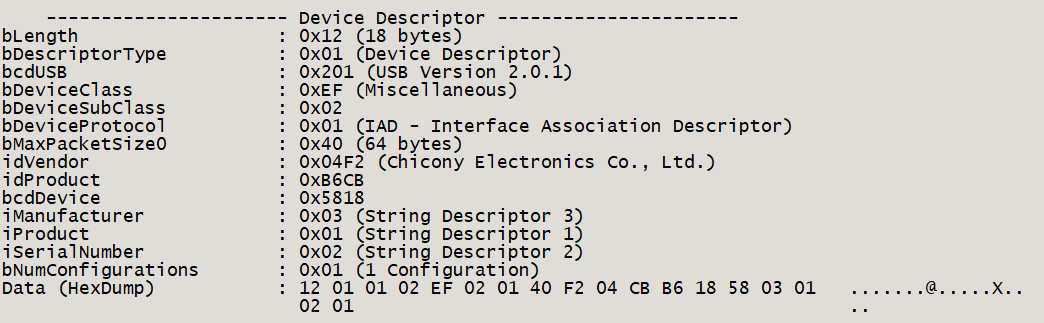 ---------------------- Device Descriptor ----------------------
bLength                  : 0x12 (18 bytes)
bDescriptorType          : 0x01 (Device Descriptor)
bcdUSB                   : 0x201 (USB Version 2.0.1)
bDeviceClass             : 0xEF (Miscellaneous)
bDeviceSubClass          : 0x02
bDeviceProtocol          : 0x01 (IAD - Interface Association Descriptor)
bMaxPacketSize0          : 0x40 (64 bytes)
idVendor                 : 0x04F2 (Chicony Electronics Co., Ltd.)
idProduct                : 0xB6CB
bcdDevice                : 0x5818
iManufacturer            : 0x03 (String Descriptor 3)
iProduct                 : 0x01 (String Descriptor 1)
iSerialNumber            : 0x02 (String Descriptor 2)
bNumConfigurations       : 0x01 (1 Configuration)
Data (HexDump)           : 12 01 01 02 EF 02 01 40 F2 04 CB B6 18 58 03 01   .......@.....X..
                           02 01                                             ..